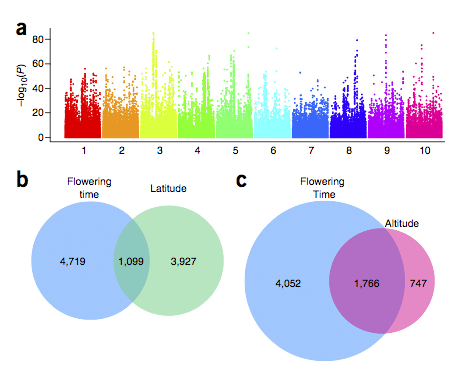 a
80
60
40
20
0
–log10(P)
1 2 3 4 5 6 7 8 9 10
b
Flowering
time
Latitude
4,719 1,099 3,927
c
Flowering
Time
Altitude
4,052 1,766 747